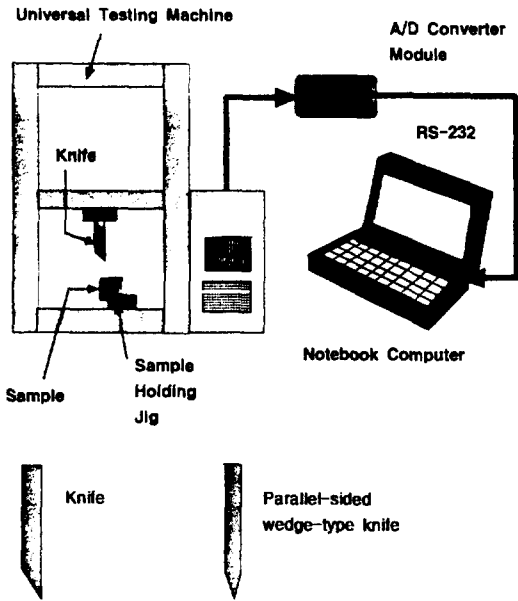 Universal Testing Machine
A/D Converter
Module
RS-232
Knife
Notebook Computer
Sample
Sample
Holding
Jig
Knife
Parallel-sided
wedge-type knife